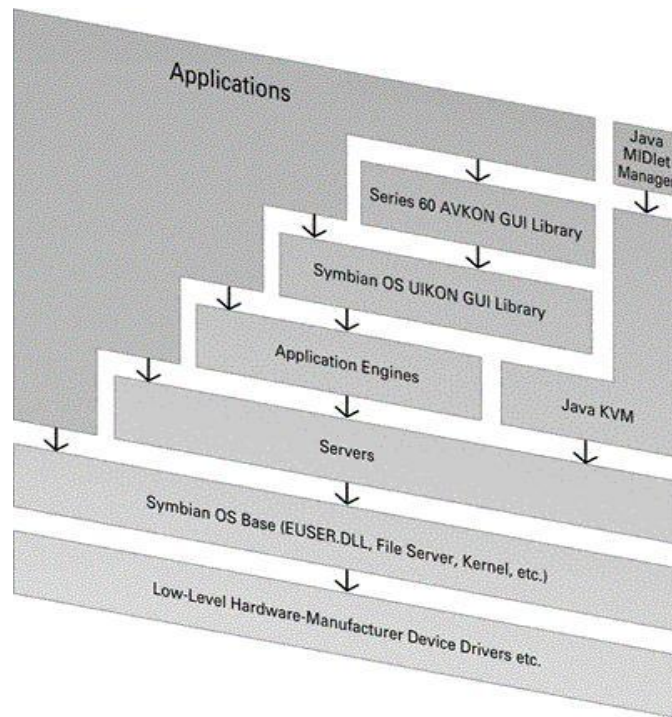 Applications
Java
MIDlet
Manager
Series 60 AVKON GUI Library
Symbian OS UIKON GUI Library
Application Engines
Java KVM
Servers
Symbian OS Base (EUSER.DLL, File Server, Kernel, etc.)
Low-Level Hardware-Manufacturer Device Drivers etc.